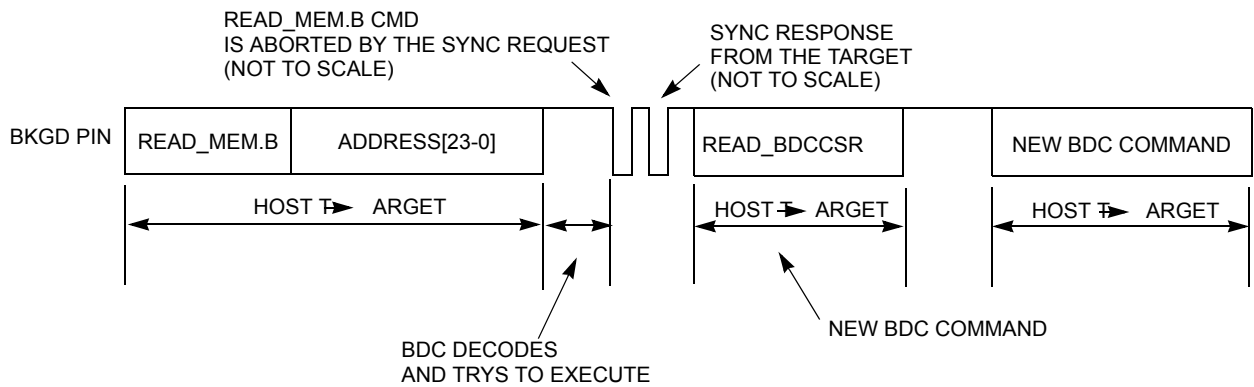 READ_MEM.B CMD
IS ABORTED BY THE SYNC REQUEST
(NOT TO SCALE)
SYNC RESPONSE
FROM THE TARGET
(NOT TO SCALE)
BKGD PIN
READ_MEM.B
ADDRESS[23-0]
READ_BDCCSR
NEW BDC COMMAND
HOST T ARGET
HOST T ARGET
HOST T ARGET
NEW BDC COMMAND
BDC DECODES
AND TRYS TO EXECUTE